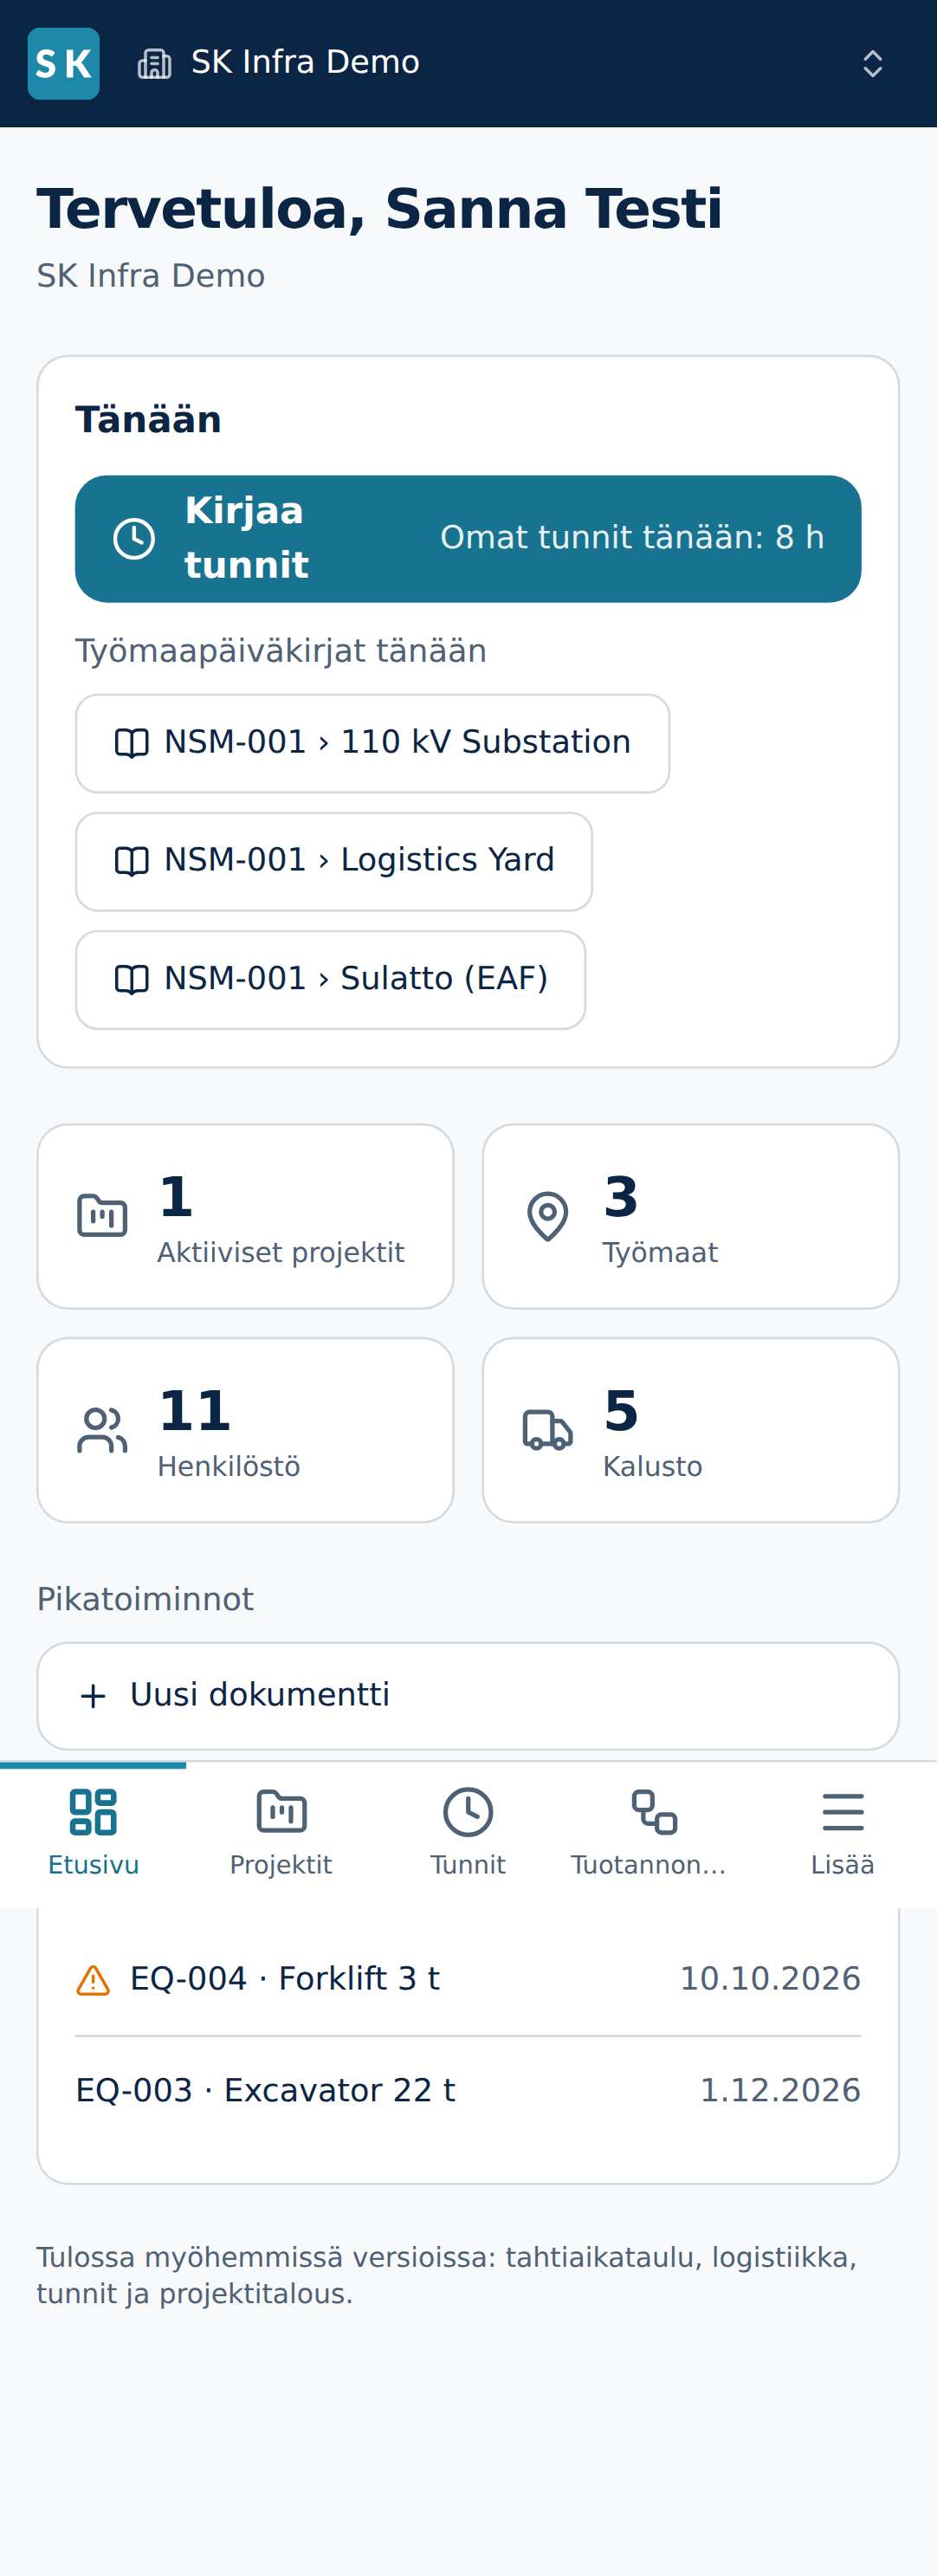 SK
SK Infra Demo
Tervetuloa, Sanna Testi
SK Infra Demo
Tänään
Kirjaa
tunnit
Omat tunnit tänään: 8 h
Työmaapäiväkirjat tänään
NSM-001 › 110 kV Substation
NSM-001 › Logistics Yard
NSM-001 › Sulatto (EAF)
1
Aktiiviset projektit
3
Työmaat
11
Henkilöstö
5
Kalusto
Pikatoiminnot
+ Uusi dokumentti
Etusivu
Projektit
Tunnit
Tuotannon…
Lisää
EQ-004 · Forklift 3 t
10.10.2026
EQ-003 · Excavator 22 t
1.12.2026
Tulossa myöhemmissä versioissa: tahtiaikataulu, logistiikka,
tunnit ja projektitalous.